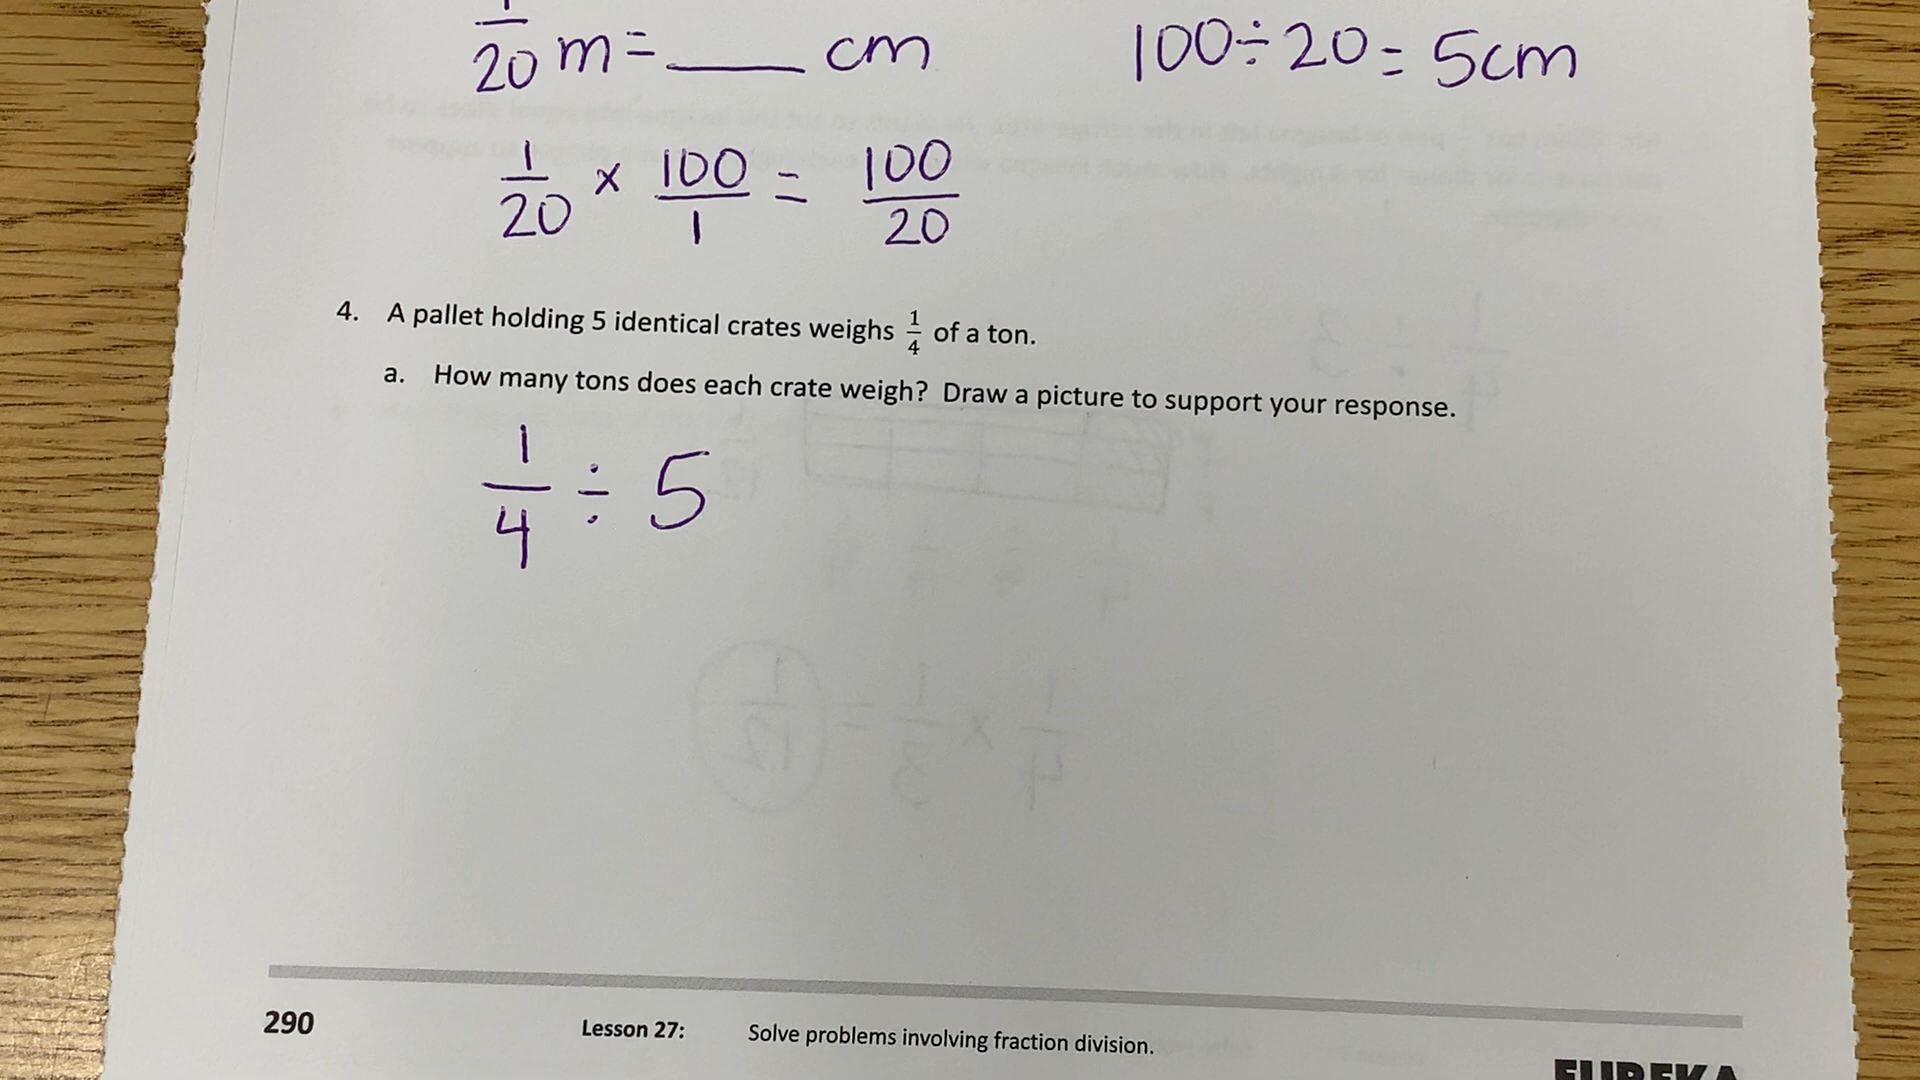 1/20 m = ____ cm 100 ÷ 20 = 5cm
1/20 x 100/1 = 100/20
4. A pallet holding 5 identical crates weighs 1/4 of a ton.
a. How many tons does each crate weigh? Draw a picture to support your response.
1/4 ÷ 5
290 Lesson 27: Solve problems involving fraction division.
EUREKA